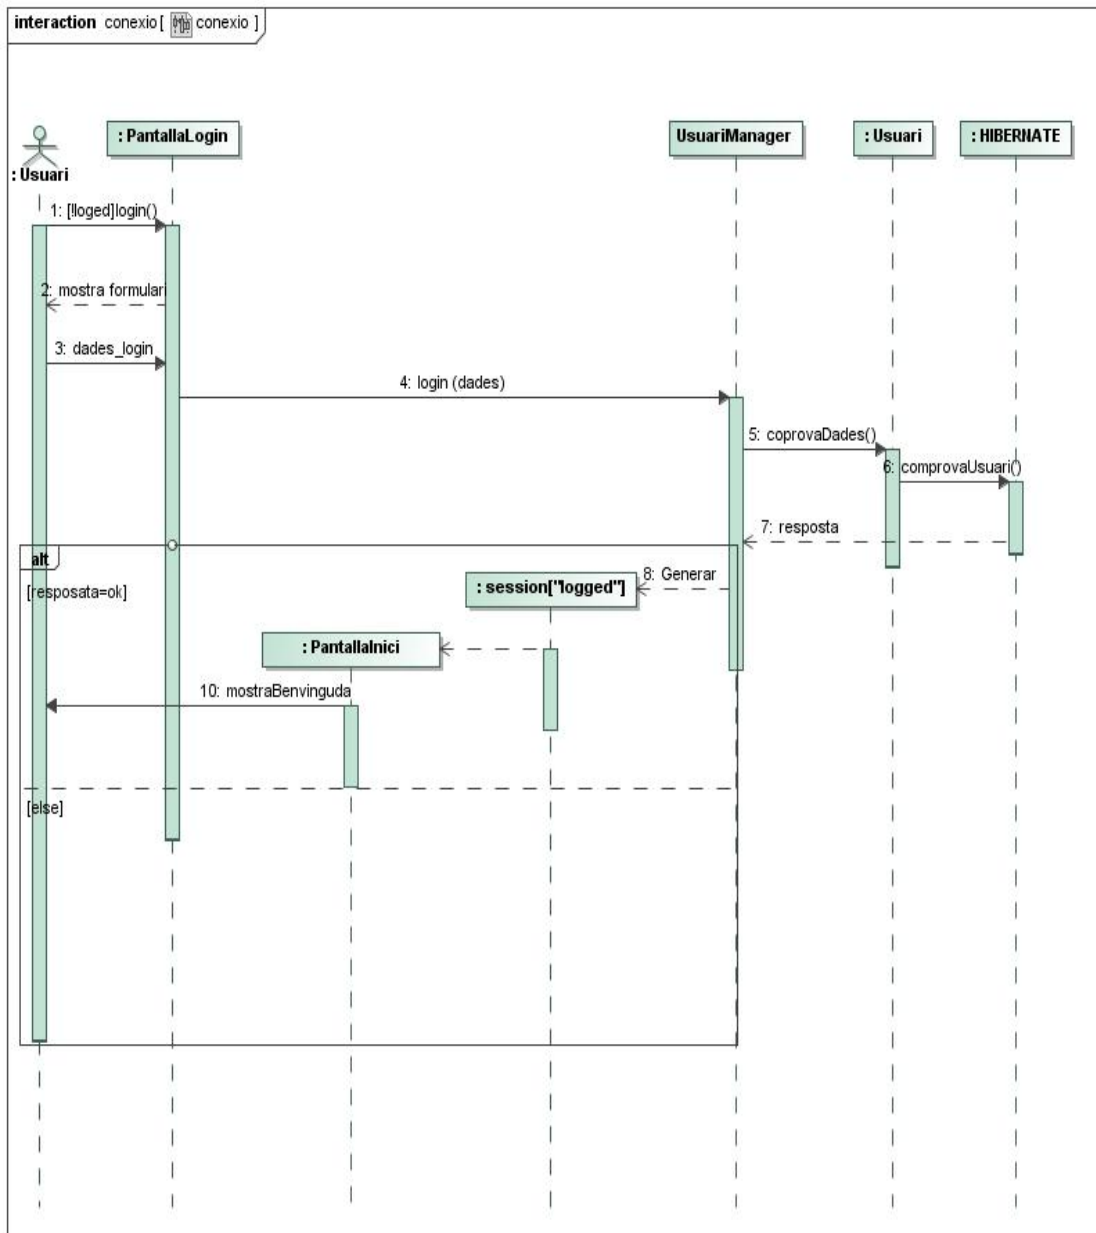 interaction conexio[ conexio ]
: Usuari
: PantallaLogin
UsuariManager
: Usuari
: HIBERNATE
1: [!loged]login()
2: mostra formulari
3: dades_login
4: login (dades)
5: coprovaDades()
6: comprovaUsuari()
7: resposta
alt
[resposata=ok]
8: Generar
: session["logged"]
: PantallaInici
10: mostraBenvinguda
[else]